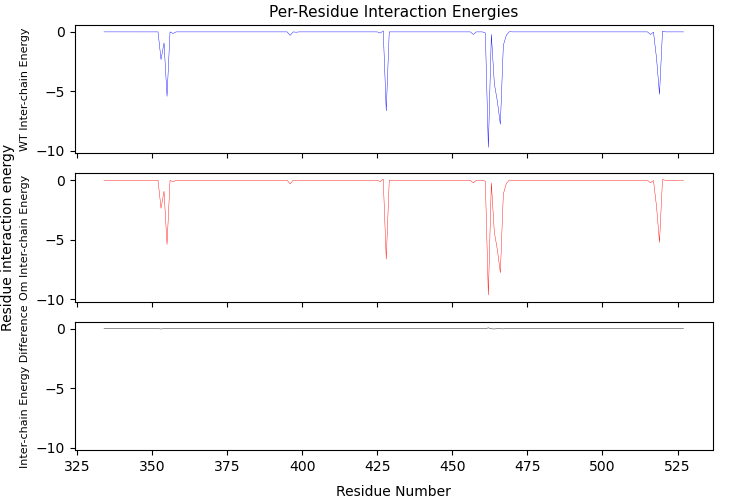 Per-Residue Interaction Energies
Residue interaction energy
WT Inter-chain Energy
0
−5
−10
Om Inter-chain Energy
0
−5
−10
Inter-chain Energy Difference
0
−5
−10
325 350 375 400 425 450 475 500 525
Residue Number